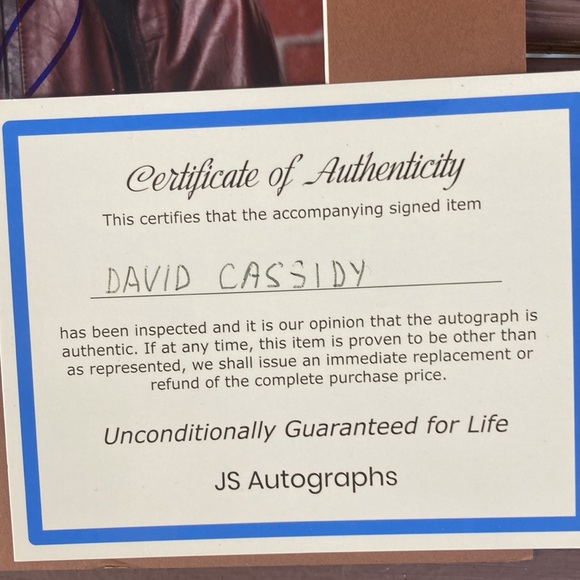 Certificate of Authenticity
This certifies that the accompanying signed item
DAVID CASSIDY
has been inspected and it is our opinion that the autograph is
authentic. If at any time, this item is proven to be other than
as represented, we shall issue an immediate replacement or
refund of the complete purchase price.
Unconditionally Guaranteed for Life
JS Autographs